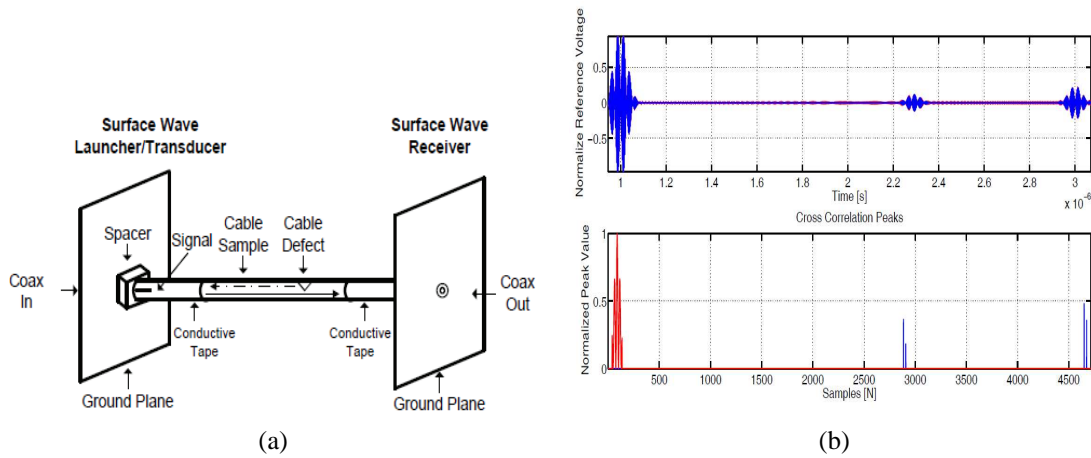 Surface Wave
Launcher/Transducer
Surface Wave
Receiver
Spacer
Signal
Cable
Sample
Cable
Defect
Coax
In
Coax
Out
Conductive
Tape
Conductive
Tape
Ground Plane
Ground Plane
(a)
Normalize Reference Voltage
0.5
0
−0.5
1
1.2
1.4
1.6
1.8
2
2.2
2.4
2.6
2.8
3
Time [s]
x 10⁻⁶
Cross Correlation Peaks
Normalized Peak Value
1
0.5
0
500
1000
1500
2000
2500
3000
3500
4000
4500
Samples [N]
(b)